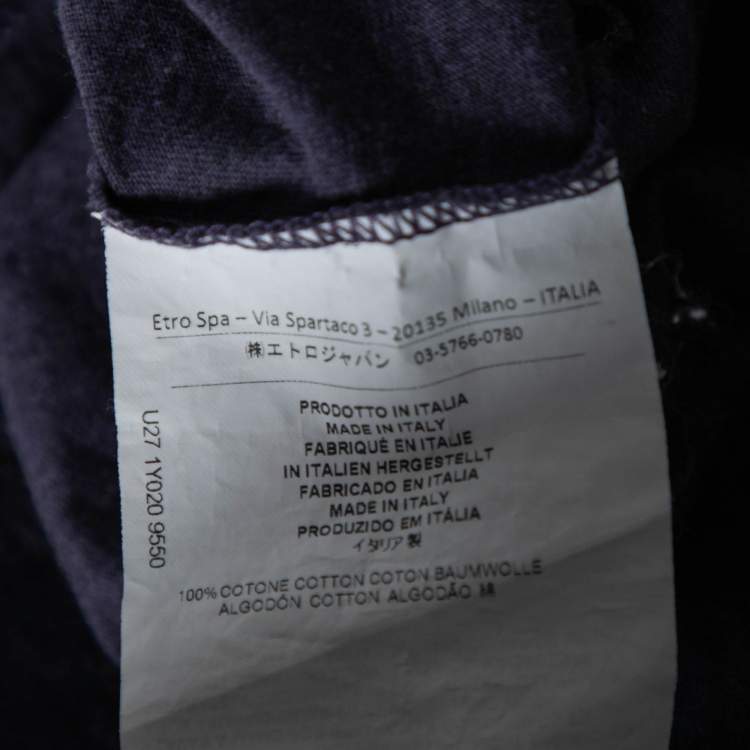 Etro Spa – Via Spartaco 3 – 20135 Milano – ITALIA
㈱エトロジャパン 03-5766-0780
PRODOTTO IN ITALIA
MADE IN ITALY
FABRIQUÉ EN ITALIE
IN ITALIEN HERGESTELLT
FABRICADO EN ITALIA
MADE IN ITALY
PRODUZIDO EM ITÁLIA
イタリア製
100% COTONE COTTON COTON BAUMWOLLE
ALGODÓN COTTON ALGODÃO 綿
U27 1Y020 9550